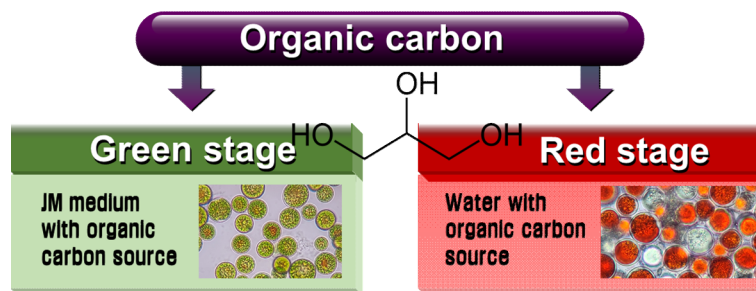 Organic carbon
OH
HO
OH
Green stage
Red stage
JM medium
with organic
carbon source
Water with
organic carbon
source